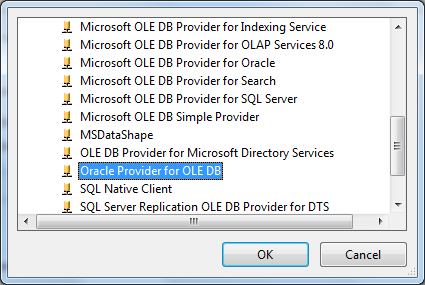 Microsoft OLE DB Provider for Indexing Service
Microsoft OLE DB Provider for OLAP Services 8.0
Microsoft OLE DB Provider for Oracle
Microsoft OLE DB Provider for Search
Microsoft OLE DB Provider for SQL Server
Microsoft OLE DB Simple Provider
MSDataShape
OLE DB Provider for Microsoft Directory Services
Oracle Provider for OLE DB
SQL Native Client
SQL Server Replication OLE DB Provider for DTS
OK
Cancel